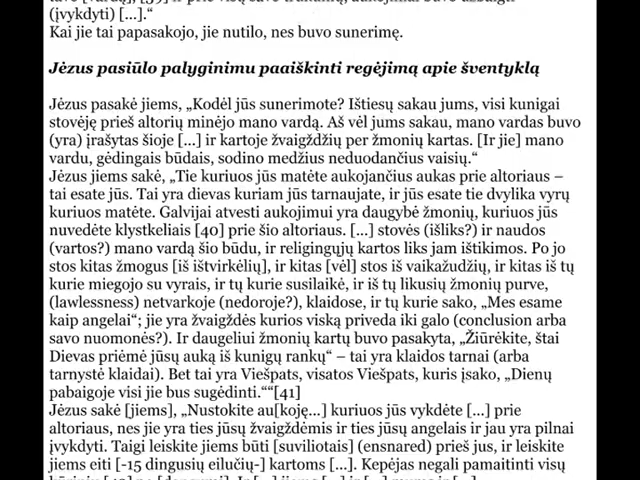 (įvykdyti) [...].“
Kai jie tai papasakojo, jie nutilo, nes buvo sunerimę.
Jėzus pasiūlo palyginimu paaiškinti regėjimą apie šventyklą
Jėzus pasakė jiems, „Kodėl jūs sunerimote? Ištiesų sakau jums, visi kunigai
stovėję prieš altorių minėjo mano vardą. Aš vėl jums sakau, mano vardas buvo
(yra) įrašytas šioje [...] ir kartoje žvaigždžių per žmonių kartas. [Ir jie] mano
vardu, gėdingais būdais, sodino medžius neduodančius vaisių.“
Jėzus jiems sakė, „Tie kuriuos jūs matėte aukojančius aukas prie altoriaus –
tai esate jūs. Tai yra dievas kuriam jūs tarnaujate, ir jūs esate tie dvylika vyrų
kuriuos matėte. Galvijai atvesti aukojimui yra daugybė žmonių, kuriuos jūs
nuvedėte klystkeliais [40] prie šio altoriaus. [...] stovės (išliks?) ir naudos
(vartos?) mano vardą šio būdu, ir religingųjų kartos liks jam ištikimos. Po jo
stos kitas žmogus [iš ištvirkėlių], ir kitas [vėl] stos iš vaikažudžių, ir kitas iš tų
kurie miegojo su vyrais, ir tų kurie susilaikė, ir iš tų likusių žmonių purve,
(lawlessness) netvarkoje (nedoroje?), klaidose, ir tų kurie sako, „Mes esame
kaip angelai“; jie yra žvaigždės kurios viską priveda iki galo (conclusion arba
savo nuomonės?). Ir daugeliui žmonių kartų buvo pasakyta, „Žiūrėkite, štai
Dievas priėmė jūsų auką iš kunigų rankų“ – tai yra klaidos tarnai (arba
tarnystė klaidai). Bet tai yra Viešpats, visatos Viešpats, kuris įsako, „Dienų
pabaigoje visi jie bus sugėdinti.““[41]
Jėzus sakė [jiems], „Nustokite au[koję...] kuriuos jūs vykdėte [...] prie
altoriaus, nes jie yra ties jūsų žvaigždėmis ir ties jūsų angelais ir jau yra pilnai
įvykdyti. Taigi leiskite jiems būti [suviliotais] (ensnared) prieš jus, ir leiskite
jiems eiti [-15 dingusių eilučių-] kartoms [...]. Kepėjas negali pamaitinti visų